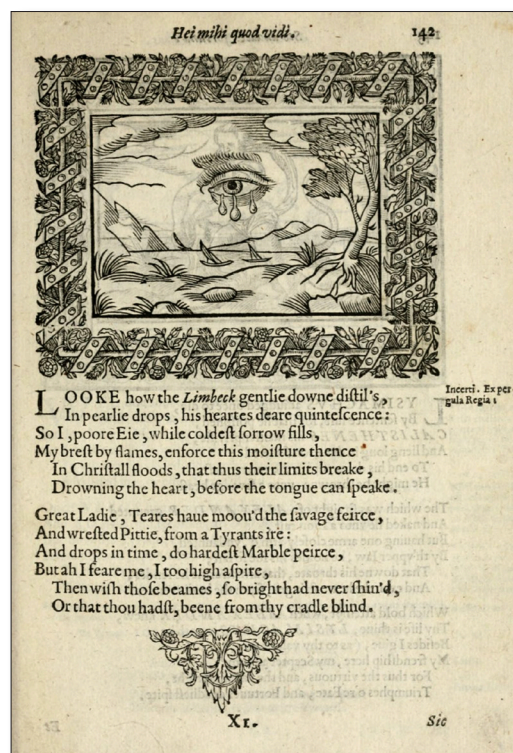 Hei mihi quod vidi.
142
LOOKE how the Limbeck gentlie downe distil's,
In pearlie drops, his heartes deare quintescence:
So I, poore Eie, while coldest sorrow fills,
My brest by flames, enforce this moisture thence
In Christall floods, that thus their limits breake,
Drowning the heart, before the tongue can speake.
Incerti. Ex per
gula Regia:
Great Ladie, Teares haue moou'd the savage feirce,
And wrested Pittie, from a Tyrants ire:
And drops in time, do hardest Marble peirce,
But ah I feare me, I too high aspire,
Then wish those beames, so bright had never shin'd,
Or that thou hadst, beene from thy cradle blind.
XI.
Sic